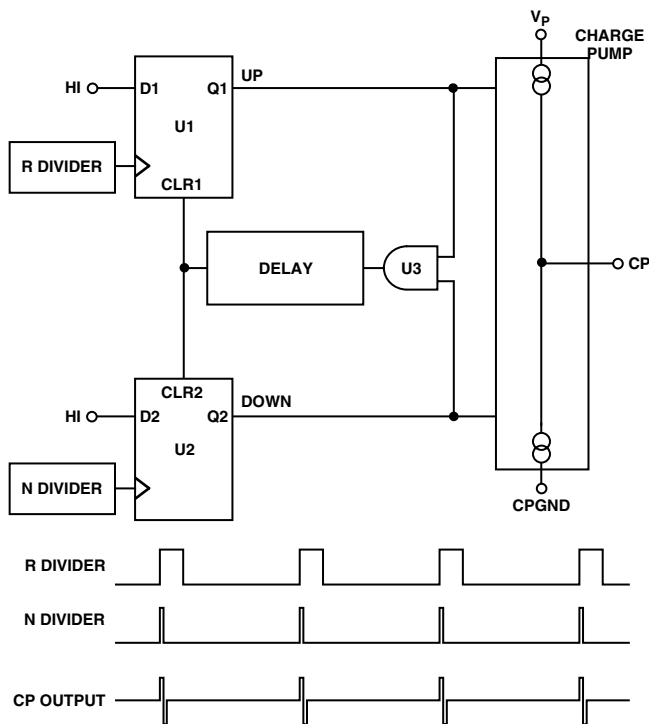 V_P
CHARGE
PUMP
HI
D1
Q1
UP
U1
R DIVIDER
CLR1
DELAY
U3
CP
CLR2
HI
D2
Q2
DOWN
U2
N DIVIDER
CPGND
R DIVIDER
N DIVIDER
CP OUTPUT